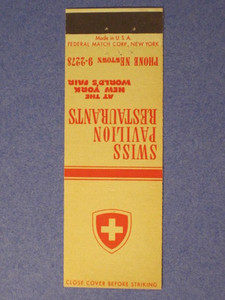 Made in U.S.A.
FEDERAL MATCH CORP., NEW YORK
PHONE NEWTOWN 9-2278
SWISS
PAVILION
RESTAURANTS
AT THE
NEW YORK
WORLD'S FAIR
CLOSE COVER BEFORE STRIKING